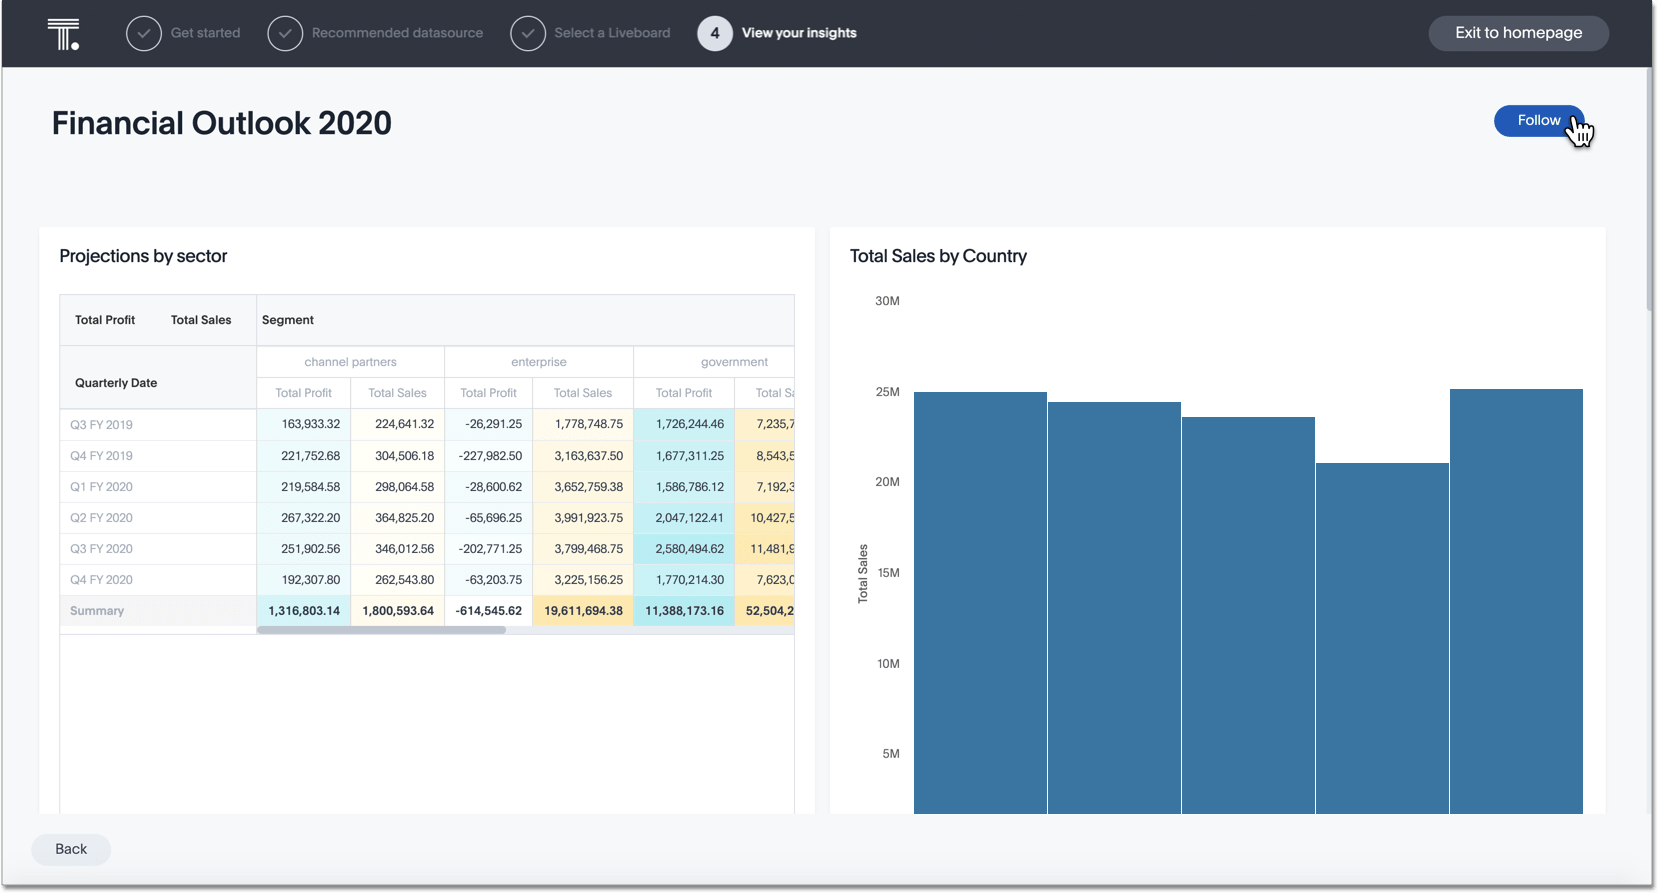 T.
Get started
Recommended datasource
Select a Liveboard
4 View your insights
Exit to homepage
Financial Outlook 2020
Follow
Projections by sector
Total Profit Total Sales Segment
channel partners enterprise government
Quarterly Date
Total Profit Total Sales Total Profit Total Sales Total Profit Total Sa
Q3 FY 2019 163,933.32 224,641.32 -26,291.25 1,778,748.75 1,726,244.46 7,235,7
Q4 FY 2019 221,752.68 304,506.18 -227,982.50 3,163,637.50 1,677,311.25 8,543,5
Q1 FY 2020 219,584.58 298,064.58 -28,600.62 3,652,759.38 1,586,786.12 7,192,3
Q2 FY 2020 267,322.20 364,825.20 -65,696.25 3,991,923.75 2,047,122.41 10,427,5
Q3 FY 2020 251,902.56 346,012.56 -202,771.25 3,799,468.75 2,580,494.62 11,481,9
Q4 FY 2020 192,307.80 262,543.80 -63,203.75 3,225,156.25 1,770,214.30 7,623,0
Summary 1,316,803.14 1,800,593.64 -614,545.62 19,611,694.38 11,388,173.16 52,504,2
Total Sales by Country
30M
25M
20M
15M
10M
5M
Total Sales
Back